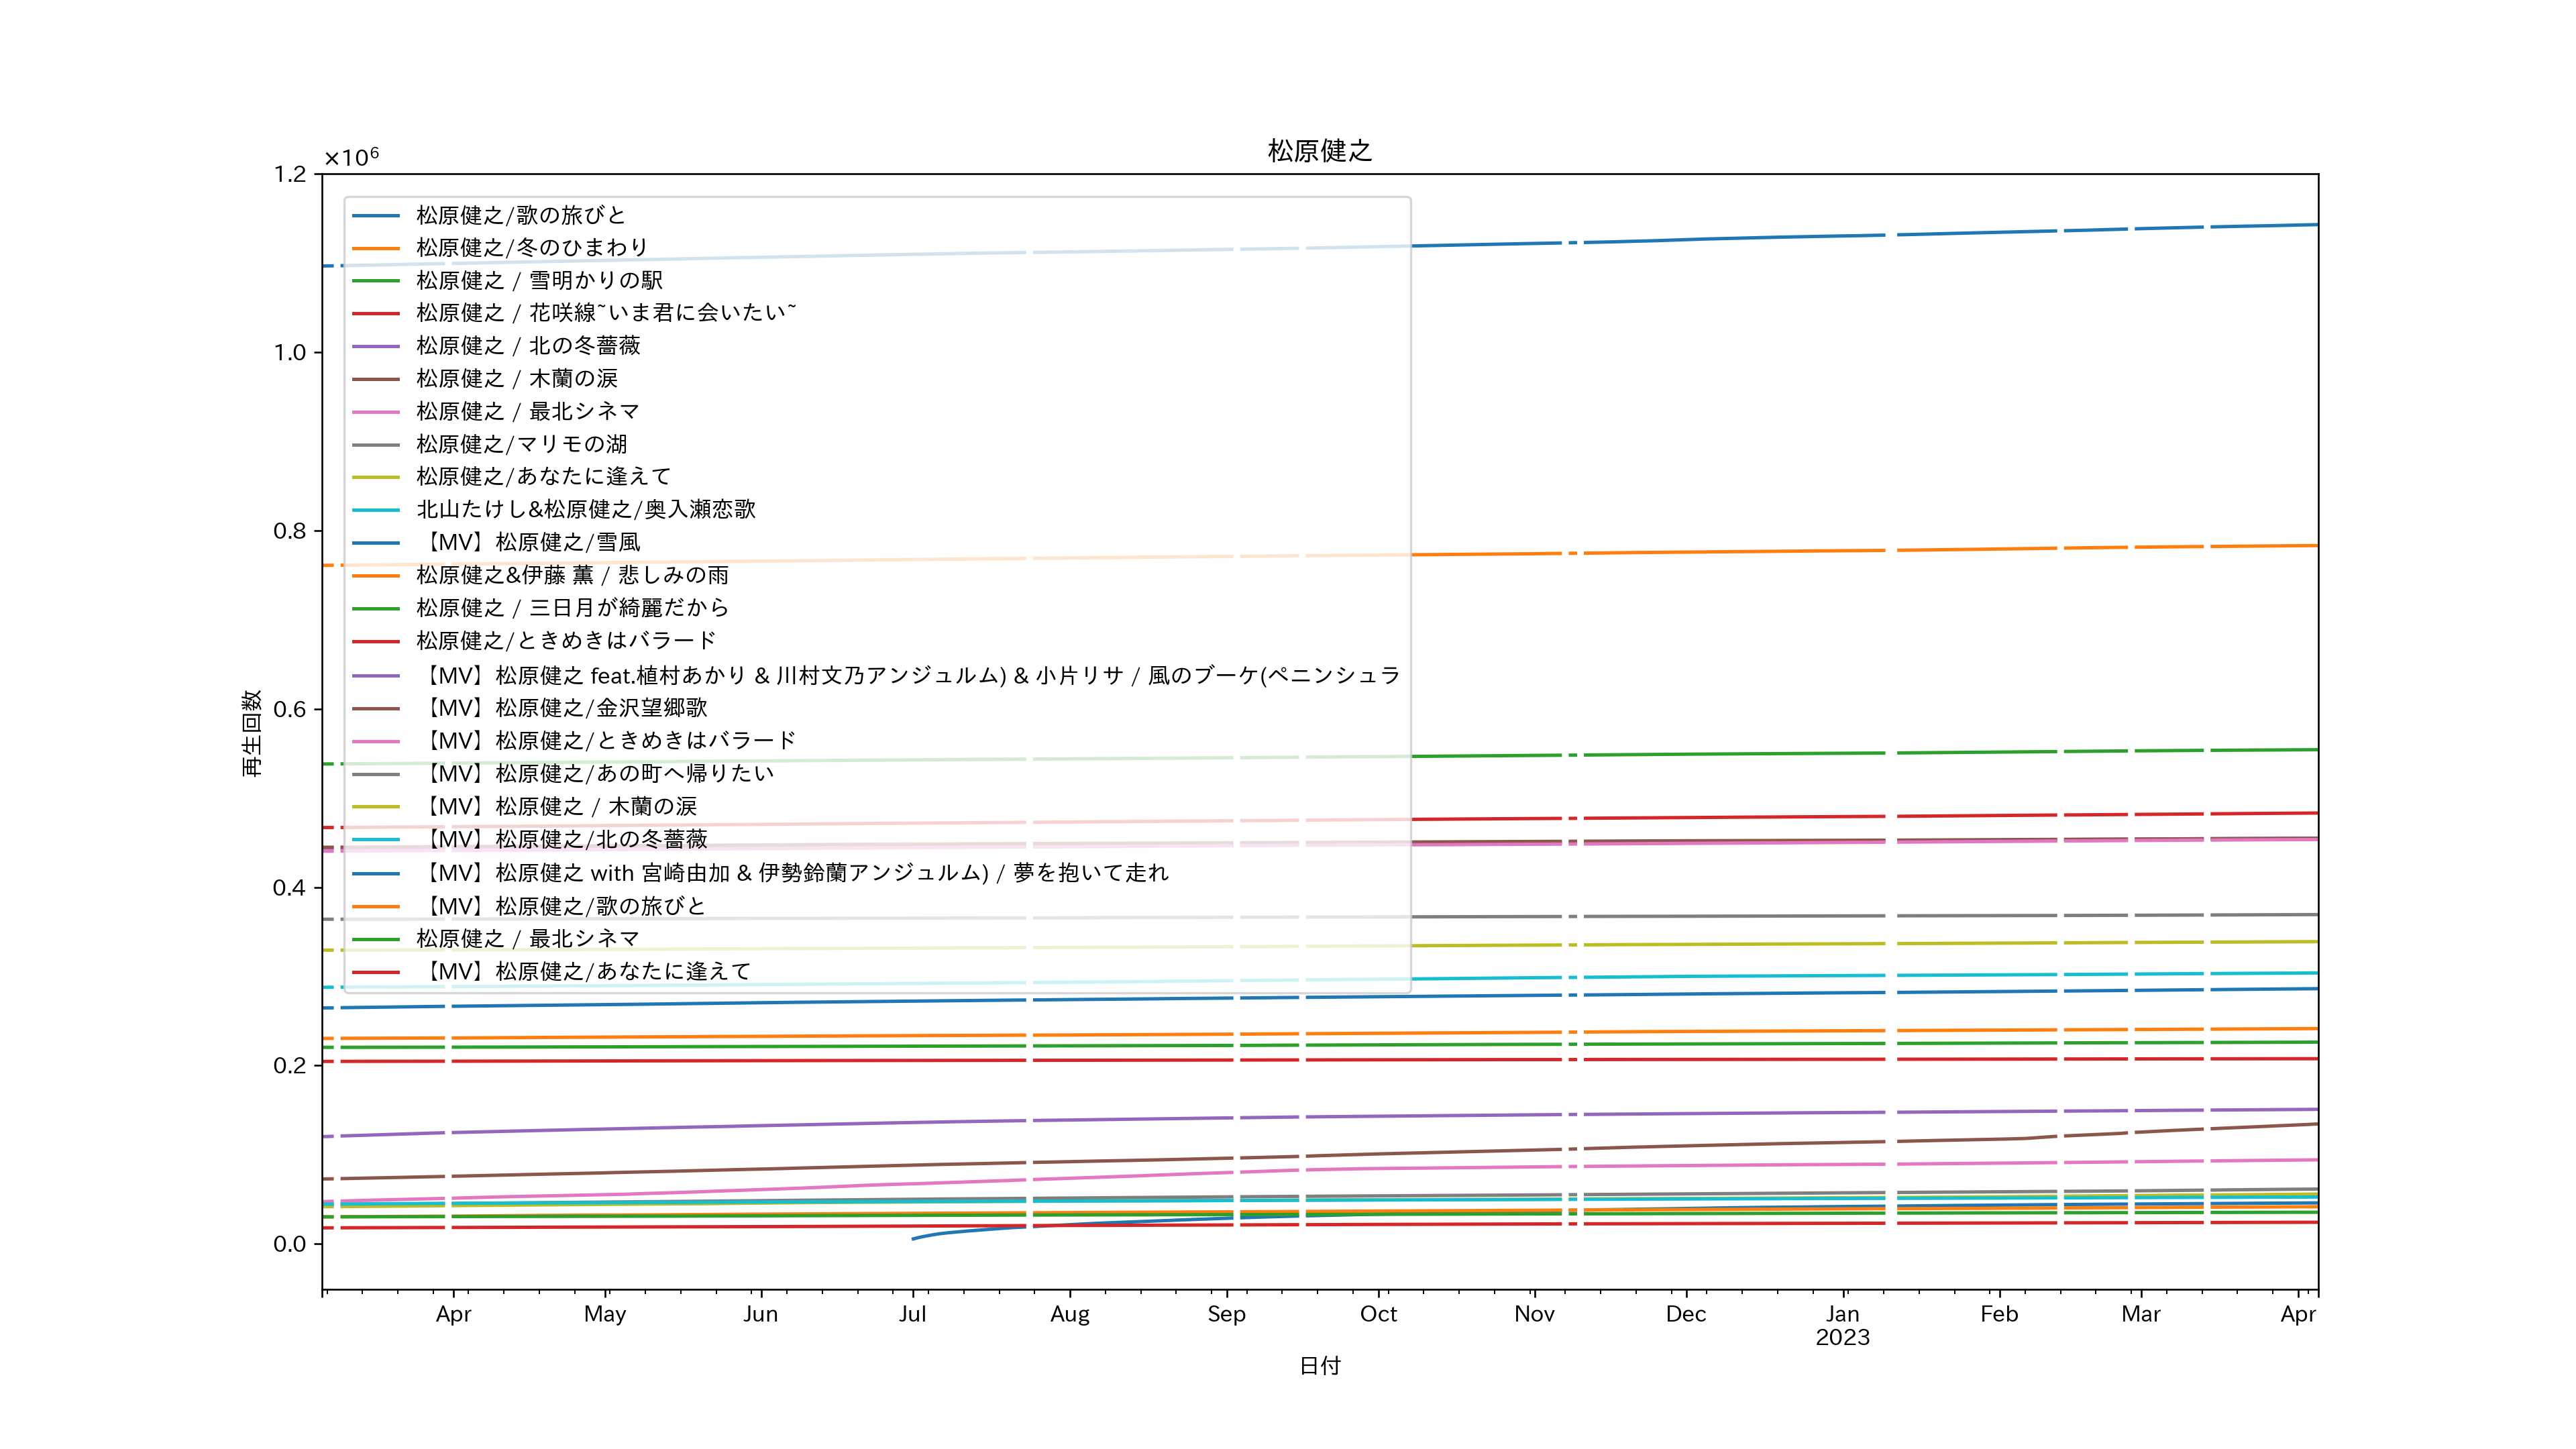 松原健之
×10⁶
1.2
1.0
0.8
0.6
0.4
0.2
0.0
再生回数
松原健之/歌の旅びと
松原健之/冬のひまわり
松原健之 / 雪明かりの駅
松原健之 / 花咲線~いま君に会いたい~
松原健之 / 北の冬薔薇
松原健之 / 木蘭の涙
松原健之 / 最北シネマ
松原健之/マリモの湖
松原健之/あなたに逢えて
北山たけし&松原健之/奥入瀬恋歌
【MV】松原健之/雪風
松原健之&伊藤 薫 / 悲しみの雨
松原健之 / 三日月が綺麗だから
松原健之/ときめきはバラード
【MV】松原健之 feat.植村あかり & 川村文乃アンジュルム) & 小片リサ / 風のブーケ(ペニンシュラ
【MV】松原健之/金沢望郷歌
【MV】松原健之/ときめきはバラード
【MV】松原健之/あの町へ帰りたい
【MV】松原健之 / 木蘭の涙
【MV】松原健之/北の冬薔薇
【MV】松原健之 with 宮崎由加 & 伊勢鈴蘭アンジュルム) / 夢を抱いて走れ
【MV】松原健之/歌の旅びと
松原健之 / 最北シネマ
【MV】松原健之/あなたに逢えて
Apr May Jun Jul Aug Sep Oct Nov Dec Jan Feb Mar Apr
2023
日付